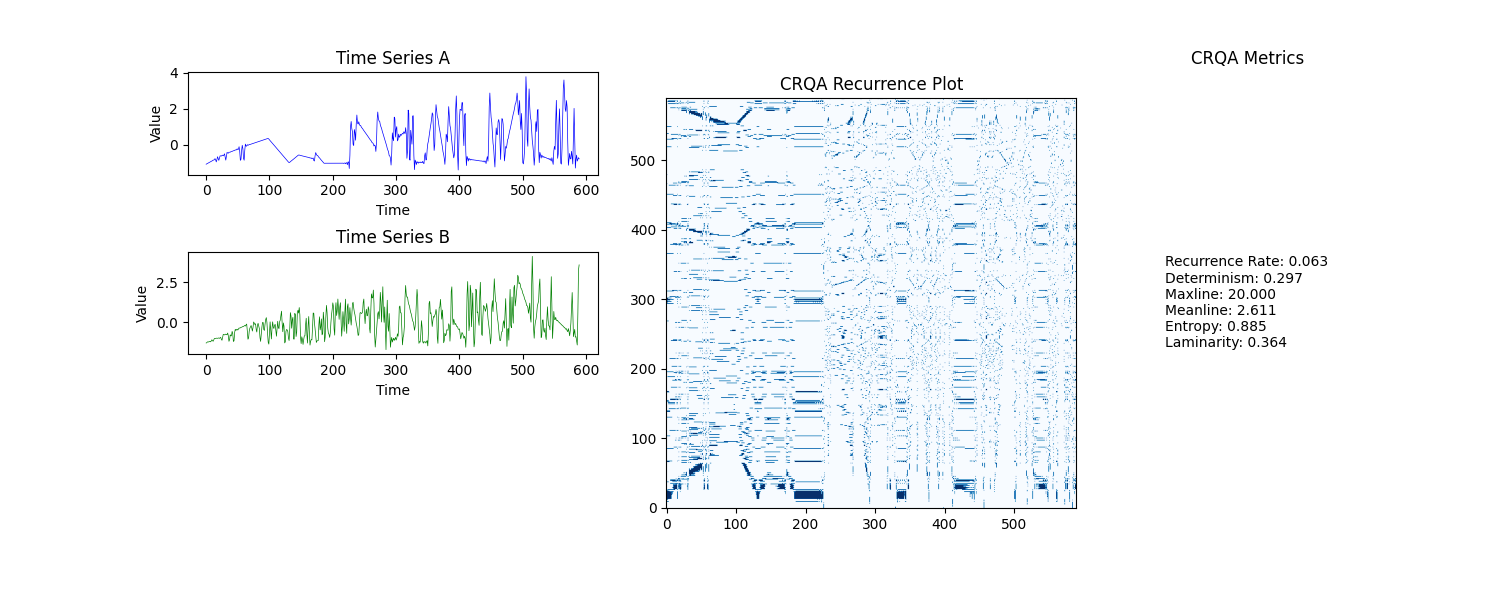 Time Series A
4
2
0
Value
0 100 200 300 400 500 600
Time
Time Series B
2.5
0.0
Value
0 100 200 300 400 500 600
Time
CRQA Recurrence Plot
500
400
300
200
100
0
0 100 200 300 400 500
CRQA Metrics
Recurrence Rate: 0.063
Determinism: 0.297
Maxline: 20.000
Meanline: 2.611
Entropy: 0.885
Laminarity: 0.364